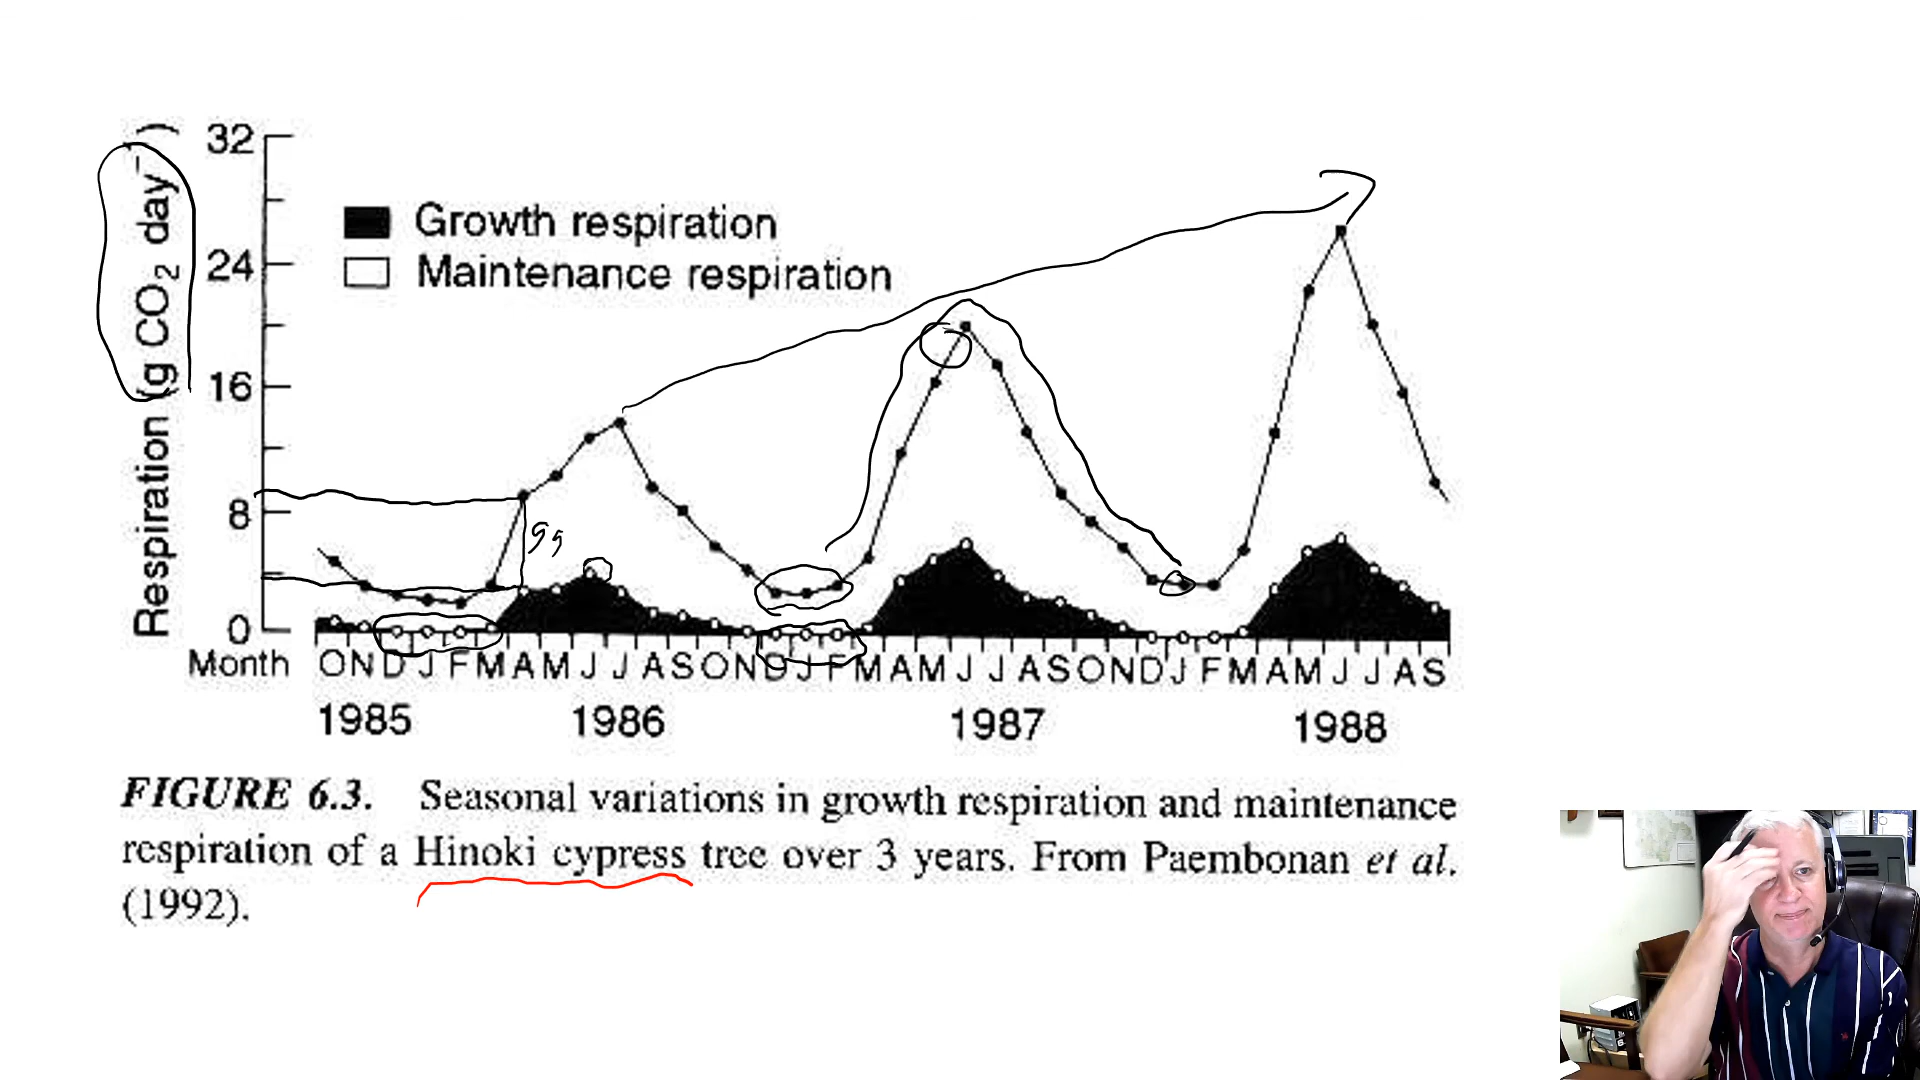 Respiration (g CO₂ day⁻)
32
24
16
8
0
Growth respiration
Maintenance respiration
Month O N D J F M A M J J A S O N D J F M A M J J A S O N D J F M A M J J A S
1985 1986 1987 1988
FIGURE 6.3. Seasonal variations in growth respiration and maintenance
respiration of a Hinoki cypress tree over 3 years. From Paembonan et al.
(1992).